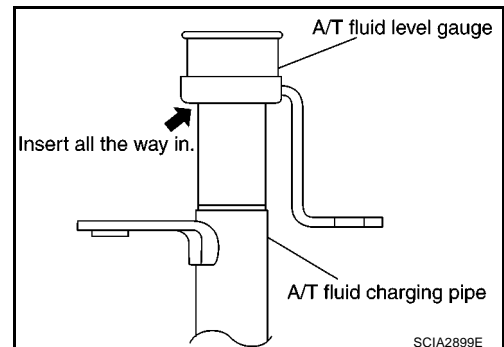 A/T fluid level gauge
Insert all the way in.
A/T fluid charging pipe
SCIA2899E